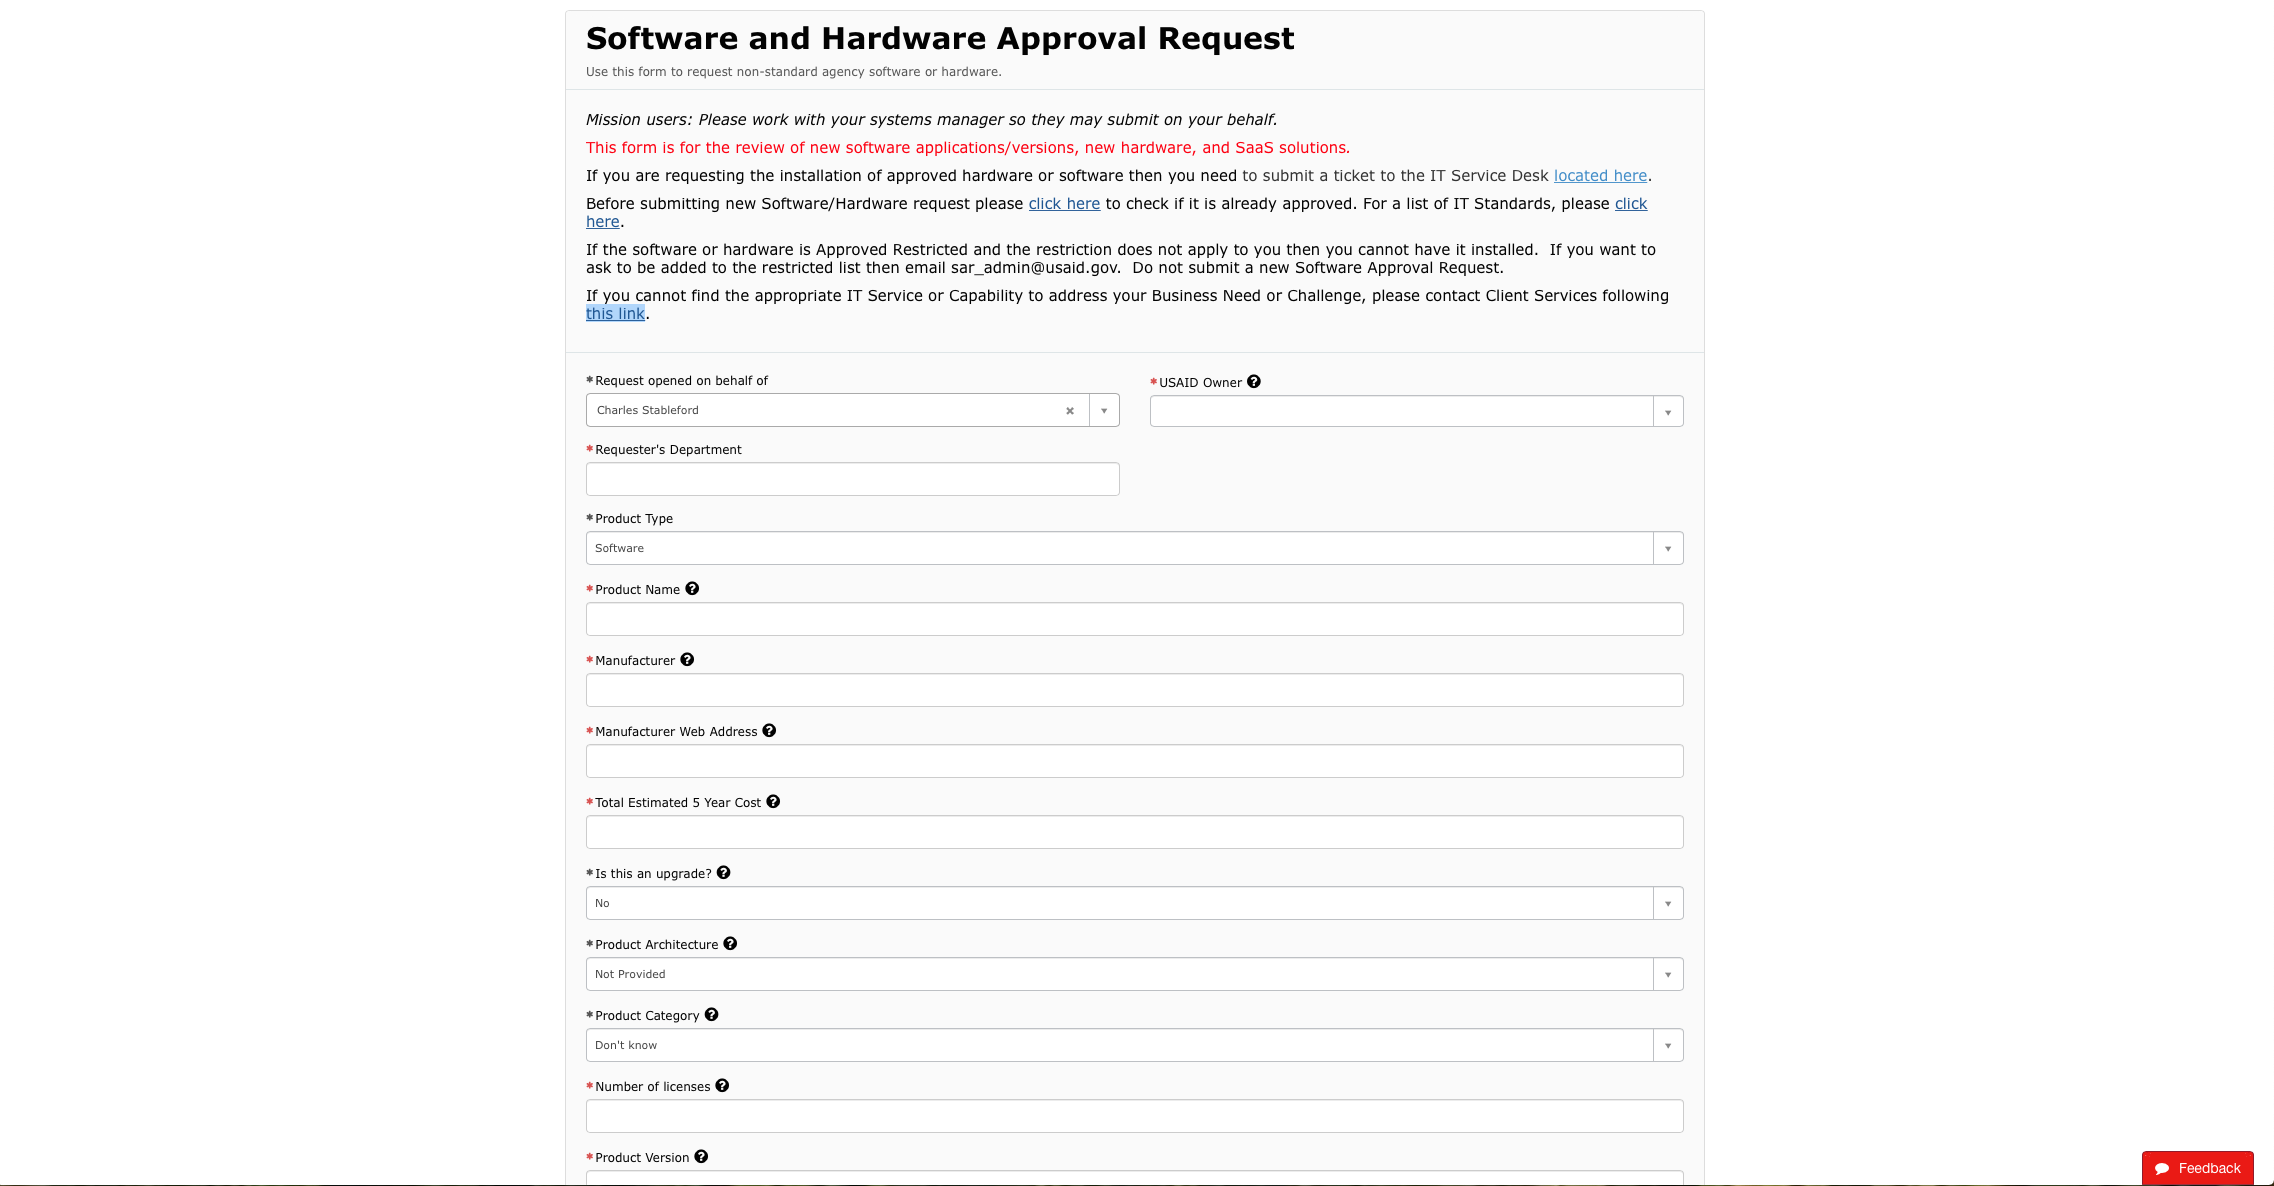 Software and Hardware Approval Request
Use this form to request non-standard agency software or hardware.
Mission users: Please work with your systems manager so they may submit on your behalf.
This form is for the review of new software applications/versions, new hardware, and SaaS solutions.
If you are requesting the installation of approved hardware or software then you need to submit a ticket to the IT Service Desk located here.
Before submitting new Software/Hardware request please click here to check if it is already approved. For a list of IT Standards, please click
here.
If the software or hardware is Approved Restricted and the restriction does not apply to you then you cannot have it installed.  If you want to
ask to be added to the restricted list then email sar_admin@usaid.gov.  Do not submit a new Software Approval Request.
If you cannot find the appropriate IT Service or Capability to address your Business Need or Challenge, please contact Client Services following
this link.
*Request opened on behalf of
Charles Stableford
*USAID Owner
*Requester's Department
*Product Type
Software
*Product Name
*Manufacturer
*Manufacturer Web Address
*Total Estimated 5 Year Cost
*Is this an upgrade?
No
*Product Architecture
Not Provided
*Product Category
Don't know
*Number of licenses
*Product Version
Feedback